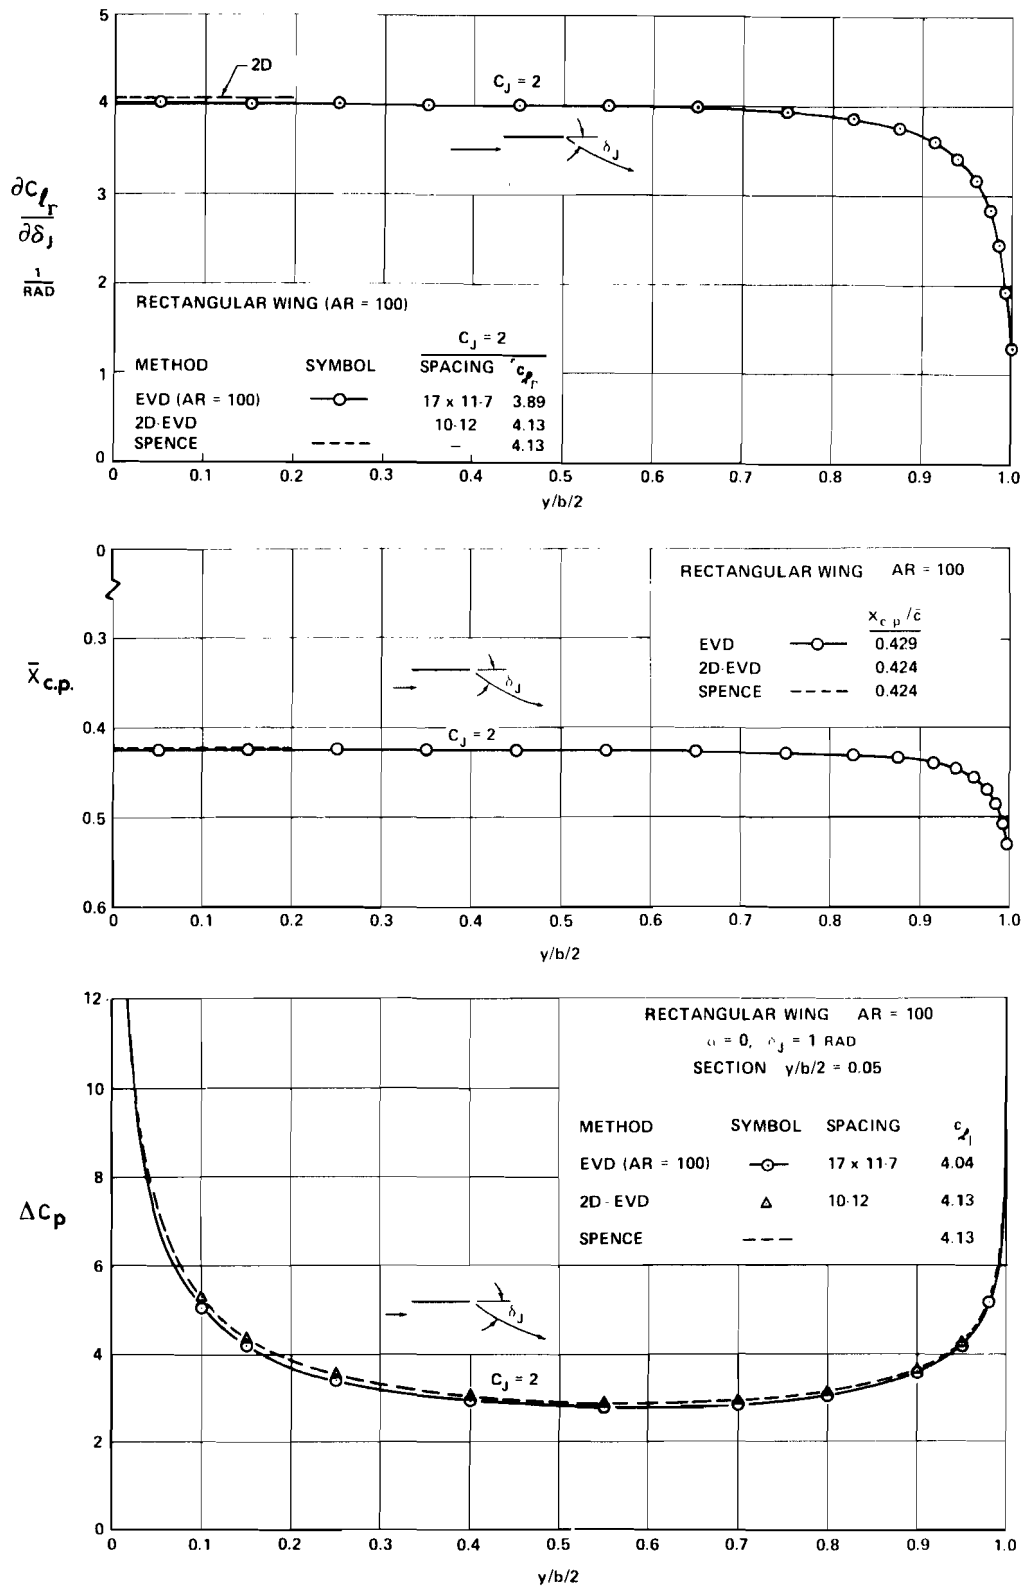 5
4
3
2
1
0
∂C_ℓ_Γ
∂δ_J
1
RAD
2D
C_J = 2
δ_J
RECTANGULAR WING (AR = 100)
C_J = 2
METHOD SYMBOL SPACING C_ℓ_Γ
EVD (AR = 100) 17 x 11·7 3.89
2D·EVD 10·12 4.13
SPENCE – 4.13
0 0.1 0.2 0.3 0.4 0.5 0.6 0.7 0.8 0.9 1.0
y/b/2
0
0.3
0.4
0.5
0.6
X̄c.p.
RECTANGULAR WING AR = 100
x_c p /c̄
EVD 0.429
2D·EVD 0.424
SPENCE 0.424
δ_J
C_J = 2
0 0.1 0.2 0.3 0.4 0.5 0.6 0.7 0.8 0.9 1.0
y/b/2
12
10
8
6
4
2
0
ΔCp
RECTANGULAR WING AR = 100
α = 0, δ_J = 1 RAD
SECTION y/b/2 = 0.05
METHOD SYMBOL SPACING
EVD (AR = 100) 17 x 11·7 4.04
2D - EVD 10·12 4.13
SPENCE 4.13
δ_J
C_J = 2
0 0.1 0.2 0.3 0.4 0.5 0.6 0.7 0.8 0.9 1.0
y/b/2